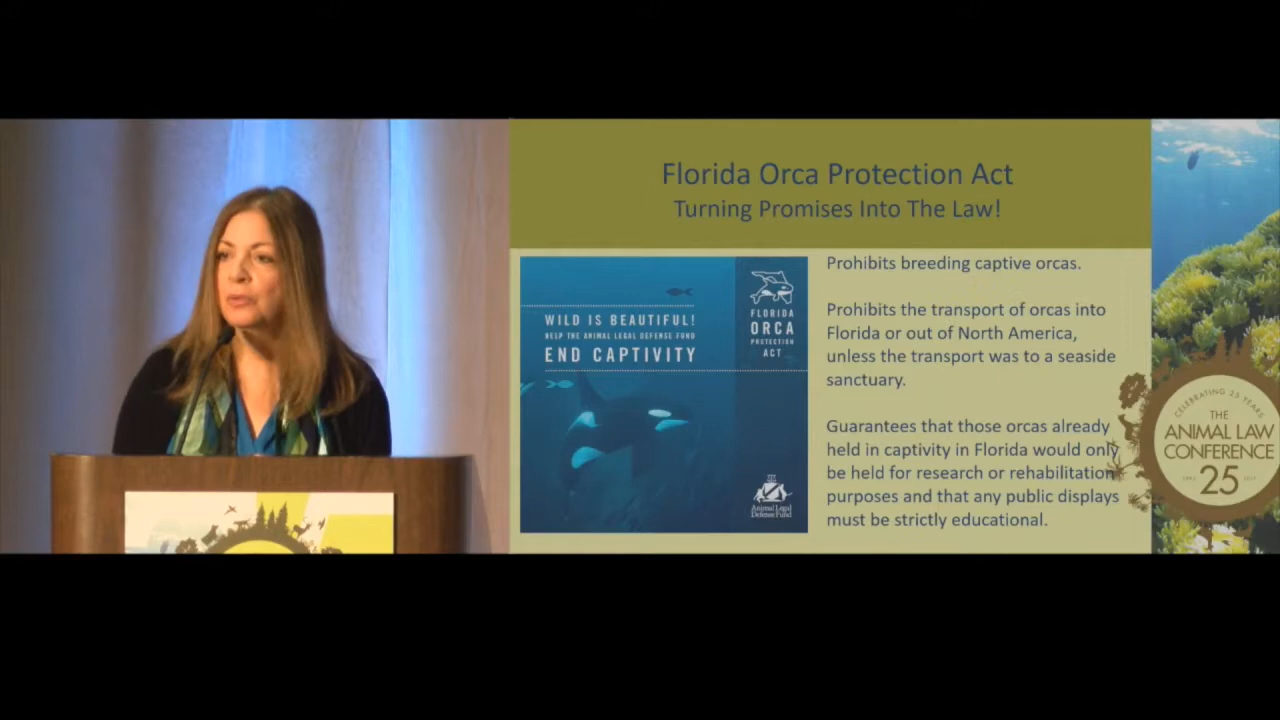 Florida Orca Protection Act
Turning Promises Into The Law!
WILD IS BEAUTIFUL!
HELP THE ANIMAL LEGAL DEFENSE FUND
END CAPTIVITY
FLORIDA
ORCA
PROTECTION
ACT
Animal Legal
Defense Fund
Prohibits breeding captive orcas.
Prohibits the transport of orcas into
Florida or out of North America,
unless the transport was to a seaside
sanctuary.
Guarantees that those orcas already
held in captivity in Florida would only
be held for research or rehabilitation
purposes and that any public displays
must be strictly educational.
CELEBRATING 25 YEARS
THE
ANIMAL LAW
CONFERENCE
25